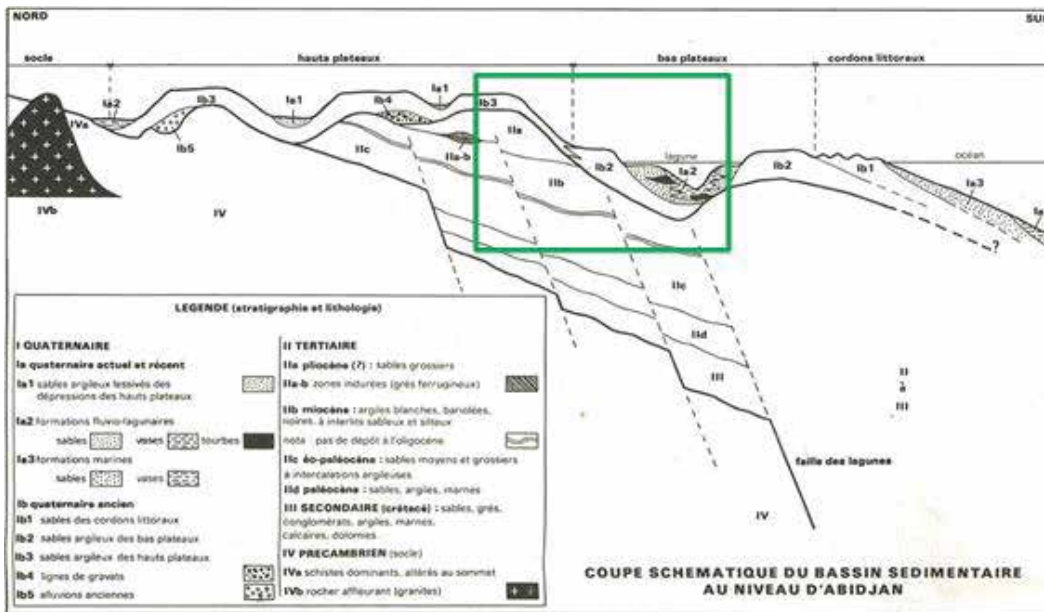 NORD
SUD
socle
hauts plateaux
bas plateaux
cordons littoraux
Ia2
Ib3
Ia1
Ib4
Ia1
Ib3
IVa
Ib5
IIc
IIa-b
IIa
IIb
Ib2
lagune
Ia2
Ib2
Ib1
océan
Ia3
IVb
IV
?
IIc
IId
III
II
à
III
faille des lagunes
IV
LEGENDE (stratigraphie et lithologie)
I QUATERNAIRE
Ia quaternaire actuel et récent
Ia1 sables argileux lessivés des
dépressions des hauts plateaux
Ia2 formations fluvio-lagunaires
sables vases tourbes
Ia3 formations marines
sables vases
Ib quaternaire ancien
Ib1 sables des cordons littoraux
Ib2 sables argileux des bas plateaux
Ib3 sables argileux des hauts plateaux
Ib4 lignes de gravats
Ib5 alluvions anciennes
II TERTIAIRE
IIa pliocène (?) : sables grossiers
IIa-b zones indurées (grès ferrugineux)
IIb miocène : argiles blanches, bariolées,
noires, à interlits sableux et silteux
nota : pas de dépôt à l'oligocène
IIc éo-paléocène : sables moyens et grossiers
à intercalations argileuses
IId paléocène : sables, argiles, marnes
III SECONDAIRE (crétacé) : sables, grés,
conglomérats, argiles, marnes,
calcaires, dolomies.
IV PRECAMBRIEN (socle)
IVa schistes dominants, altérés au sommet
IVb rocher affleurant (granites)
COUPE SCHEMATIQUE DU BASSIN SEDIMENTAIRE
AU NIVEAU D'ABIDJAN